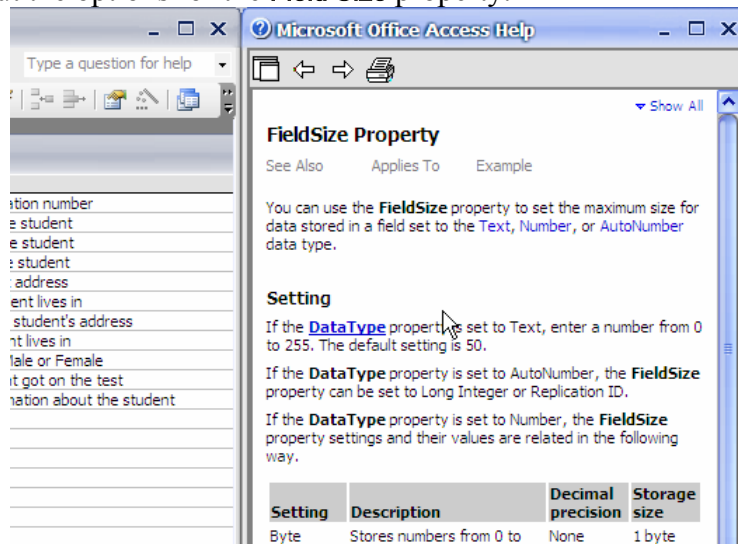 Type a question for help
ation number
e student
e student
e student
address
ent lives in
student's address
nt lives in
Male or Female
nt got on the test
mation about the student
Microsoft Office Access Help
Show All
FieldSize Property
See Also Applies To Example
You can use the FieldSize property to set the maximum size for
data stored in a field set to the Text, Number, or AutoNumber
data type.
Setting
If the DataType property is set to Text, enter a number from 0
to 255. The default setting is 50.
If the DataType property is set to AutoNumber, the FieldSize
property can be set to Long Integer or Replication ID.
If the DataType property is set to Number, the FieldSize
property settings and their values are related in the following
way.
Setting Description Decimal precision Storage size
Byte Stores numbers from 0 to None 1 byte